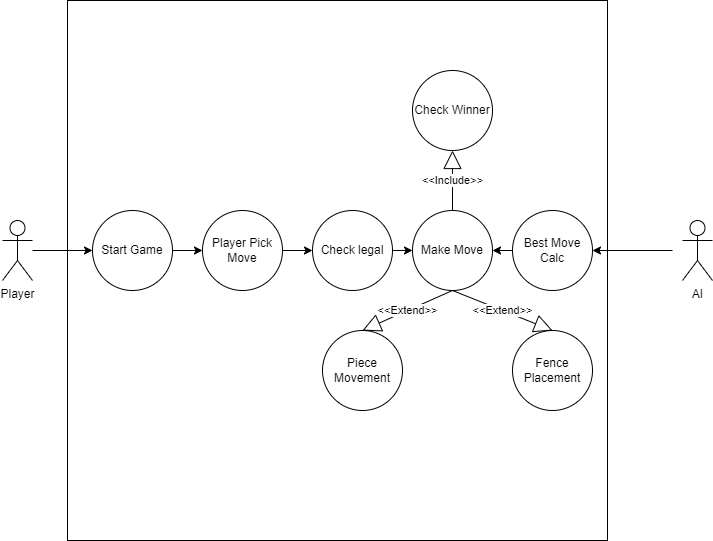 Check Winner
<<Include>>
Player
Start Game
Player Pick
Move
Check legal
Make Move
Best Move
Calc
AI
<<Extend>>
<<Extend>>
Piece
Movement
Fence
Placement